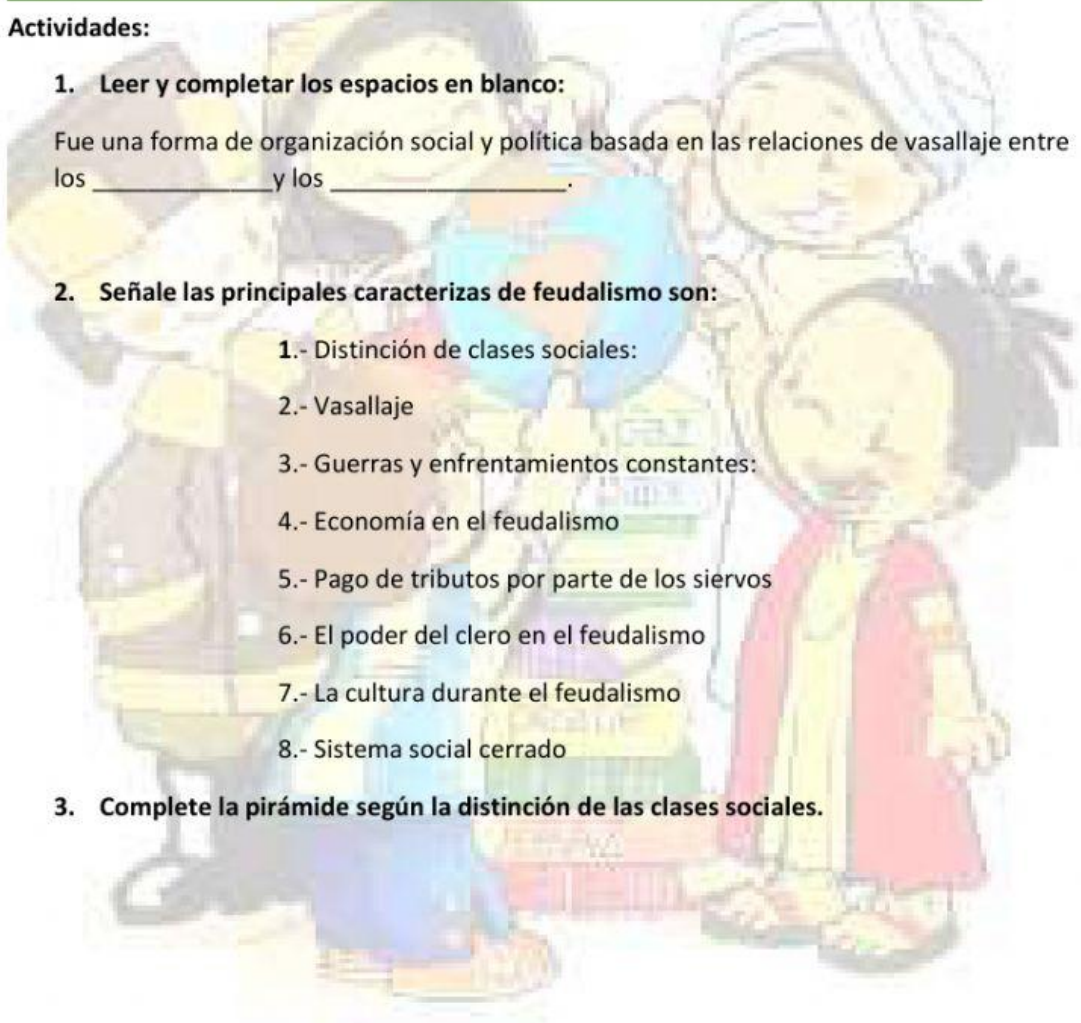 Actividades:
1. Leer y completar los espacios en blanco:
Fue una forma de organización social y política basada en las relaciones de vasallaje entre
los _______________y los ___________________.
2. Señale las principales caracterizas de feudalismo son:
1.- Distinción de clases sociales:
2.- Vasallaje
3.- Guerras y enfrentamientos constantes:
4.- Economía en el feudalismo
5.- Pago de tributos por parte de los siervos
6.- El poder del clero en el feudalismo
7.- La cultura durante el feudalismo
8.- Sistema social cerrado
3. Complete la pirámide según la distinción de las clases sociales.